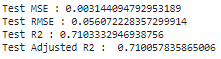 Test MSE : 0.003144094792953189
Test RMSE : 0.056072228357299914
Test R2 : 0.7103332946938756
Test Adjusted R2 :  0.710057835865006